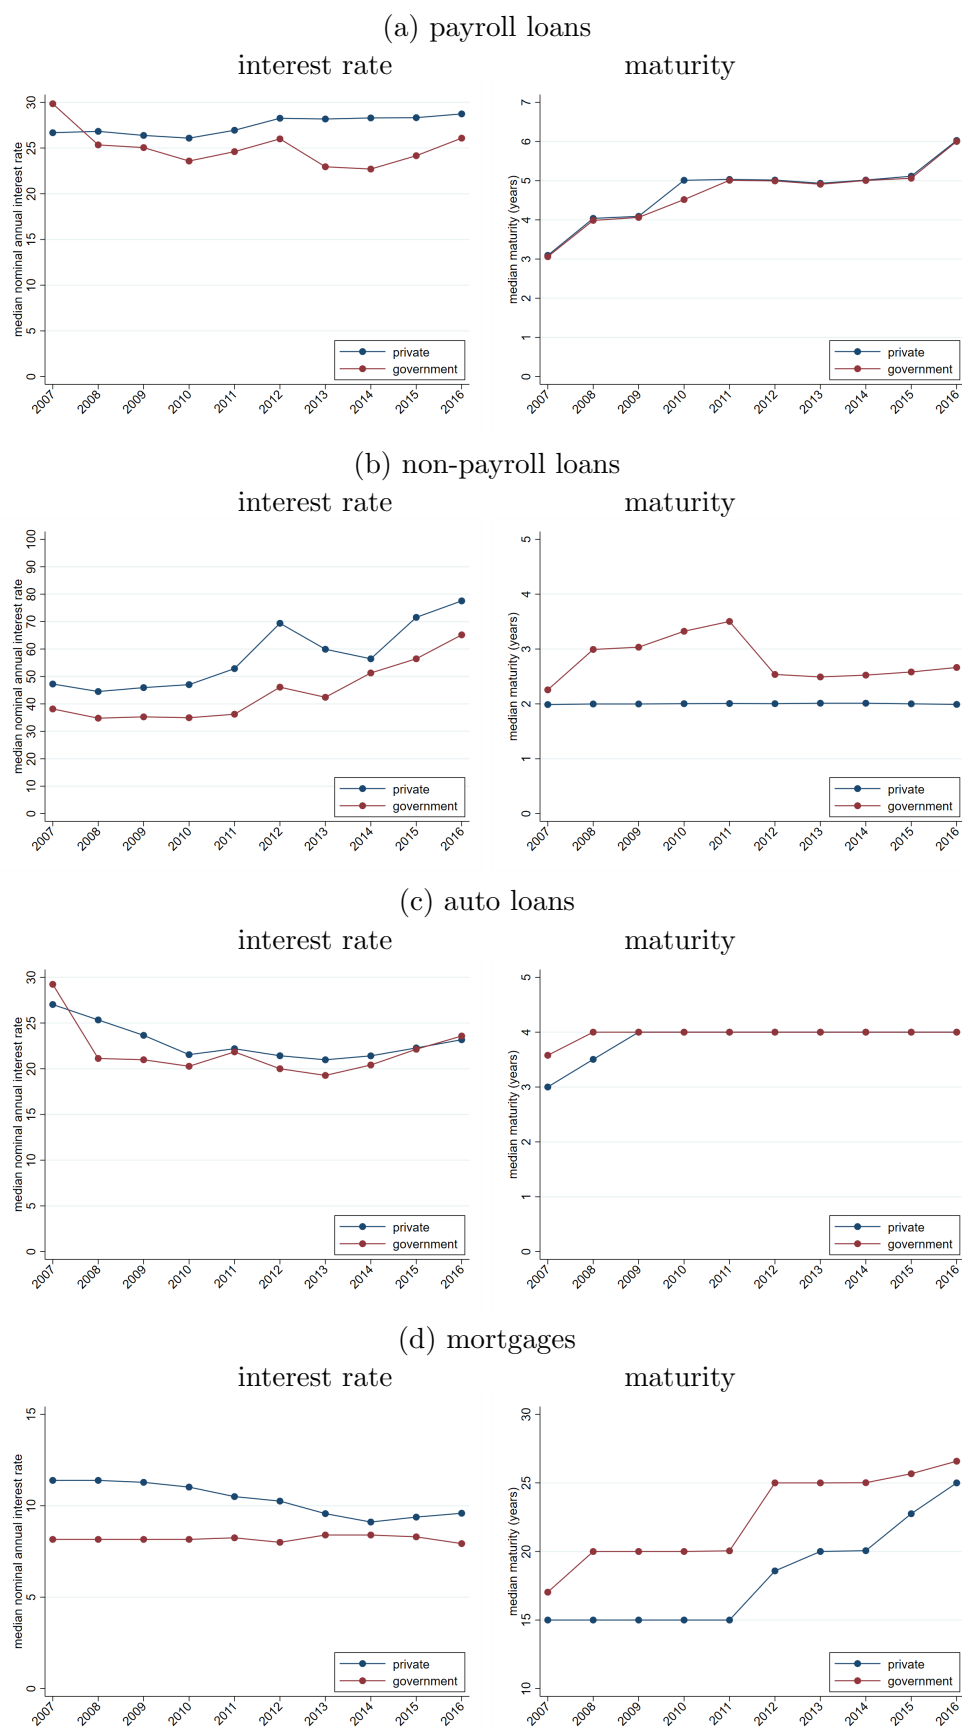 (a) payroll loans
interest rate
median nominal annual interest rate
0 5 10 15 20 25 30
2007 2008 2009 2010 2011 2012 2013 2014 2015 2016
private
government
maturity
median maturity (years)
0 1 2 3 4 5 6 7
2007 2008 2009 2010 2011 2012 2013 2014 2015 2016
private
government
(b) non-payroll loans
interest rate
median nominal annual interest rate
0 10 20 30 40 50 60 70 80 90 100
2007 2008 2009 2010 2011 2012 2013 2014 2015 2016
private
government
maturity
median maturity (years)
0 1 2 3 4 5
2007 2008 2009 2010 2011 2012 2013 2014 2015 2016
private
government
(c) auto loans
interest rate
median nominal annual interest rate
0 5 10 15 20 25 30
2007 2008 2009 2010 2011 2012 2013 2014 2015 2016
private
government
maturity
median maturity (years)
0 1 2 3 4 5
2007 2008 2009 2010 2011 2012 2013 2014 2015 2016
private
government
(d) mortgages
interest rate
median nominal annual interest rate
0 5 10 15
2007 2008 2009 2010 2011 2012 2013 2014 2015 2016
private
government
maturity
median maturity (years)
10 15 20 25 30
2007 2008 2009 2010 2011 2012 2013 2014 2015 2016
private
government